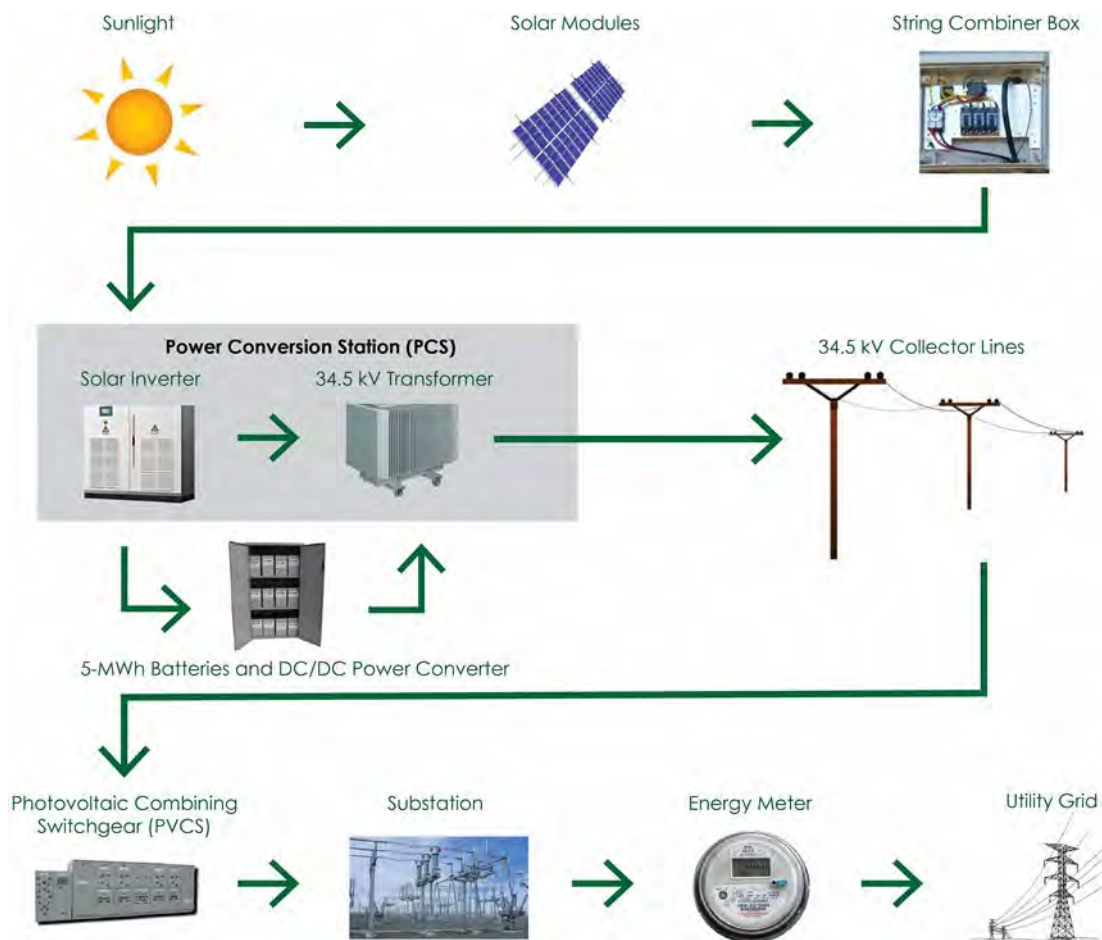 Sunlight
Solar Modules
String Combiner Box
Power Conversion Station (PCS)
Solar Inverter
34.5 kV Transformer
34.5 kV Collector Lines
5-MWh Batteries and DC/DC Power Converter
Photovoltaic Combining
Switchgear (PVCS)
Substation
Energy Meter
Utility Grid